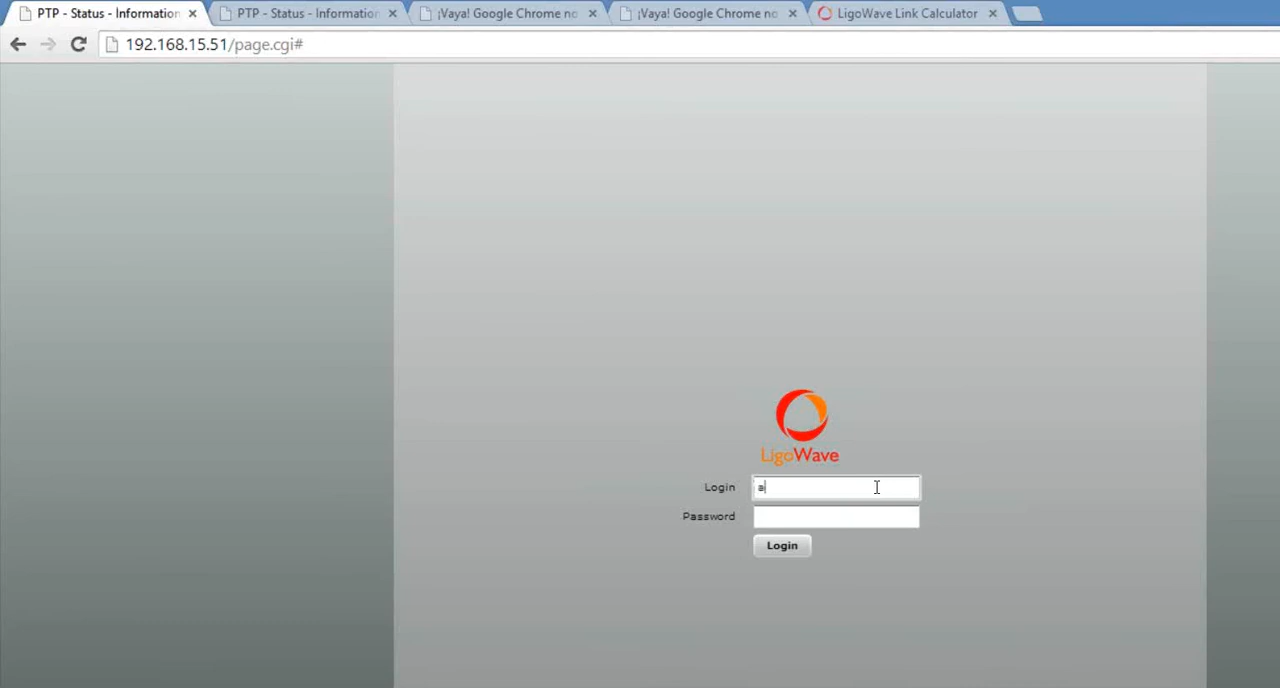 PTP - Status - Information
PTP - Status - Information
¡Vaya! Google Chrome no
¡Vaya! Google Chrome no
LigoWave Link Calculator
192.168.15.51/page.cgi#
LigoWave
Login
a
Password
Login